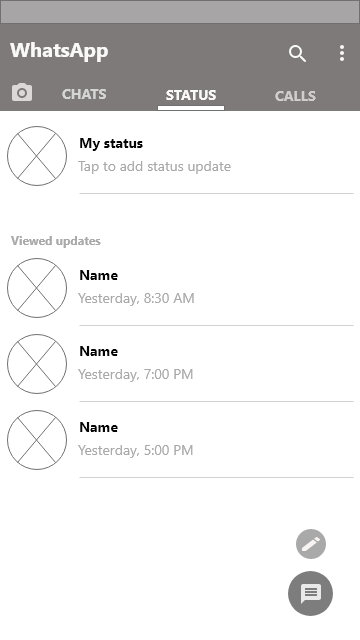 WhatsApp
CHATS
STATUS
CALLS
My status
Tap to add status update
Viewed updates
Name
Yesterday, 8:30 AM
Name
Yesterday, 7:00 PM
Name
Yesterday, 5:00 PM